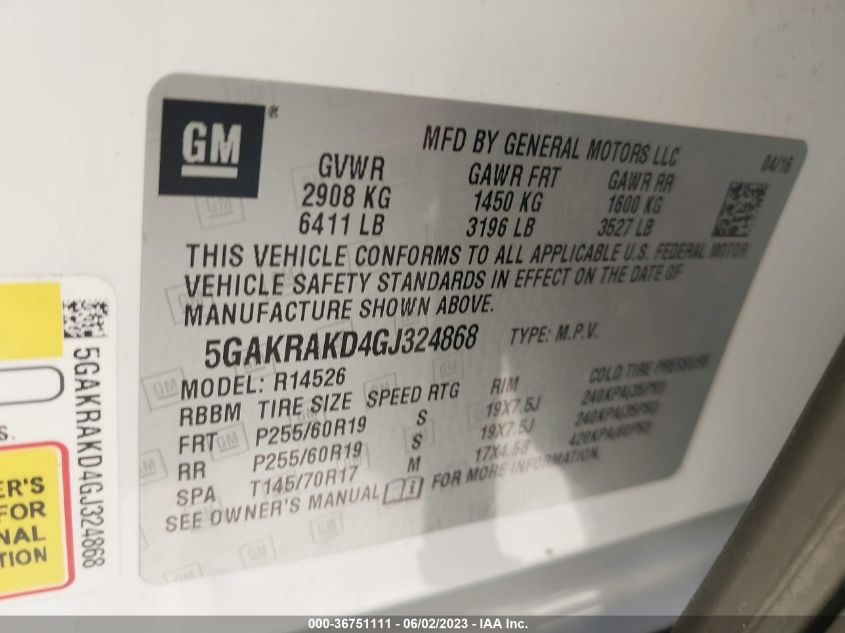 GM
®
MFD BY GENERAL MOTORS LLC
04/16
GVWR GAWR FRT GAWR RR
2908 KG 1450 KG 1600 KG
6411 LB 3196 LB 3527 LB
THIS VEHICLE CONFORMS TO ALL APPLICABLE U.S. FEDERAL MOTOR
VEHICLE SAFETY STANDARDS IN EFFECT ON THE DATE OF
MANUFACTURE SHOWN ABOVE.
5GAKRAKD4GJ324868 TYPE: M.P.V.
MODEL: R14526
RBBM TIRE SIZE SPEED RTG RIM COLD TIRE PRESSURE
FRT P255/60R19 S 19X7.5J 240KPA(35PSI)
RR P255/60R19 S 19X7.5J 240KPA(35PSI)
SPA T145/70R17 M 17X4.5B 420KPA(60PSI)
SEE OWNER'S MANUAL FOR MORE INFORMATION.
5GAKRAKD4GJ324868
S.
ER'S
FOR
NAL
TION
000-36751111 - 06/02/2023 - IAA Inc.